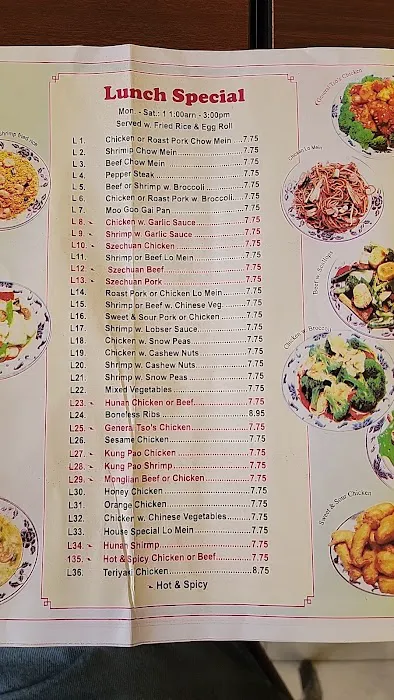 Lunch Special
Mon. - Sat.: 1 1:00arn - 3:00pm
Served w. Fried Rice & Egg Roll
L 1. Chicken or Roast Pork Chow Mein ...7.75
L 2. Shrimp Chow Mein...7.75
L 3. Beef Chow Mein...7.75
L 4. Pepper Steak...7.75
L 5. Beef or Shrimp w. Broccoli...7.75
L 6. Chicken or Roast Pork w. Broccoli...7.75
L 7. Moo Goo Gai Pan...7.75
L 8. Chicken w. Garlic Sauce...7.75
L 9. Shrimp w. Garlic Sauce...7.75
L10. Szechuan Chicken...7.75
L11. Shrimp or Beef Lo Mein...7.75
L12 Szechuan Beef...7.75
L13. Szechuan Pork...7.75
L14. Roast Pork or Chicken Lo Mein...7.75
L15. Shrimp or Beef w. Chinese Veg...7.75
L16. Sweet & Sour Pork or Chicken...7.75
L17. Shrimp w. Lobser Sauce...7.75
L18 Chicken w. Snow Peas...7.75
L19. Chicken w. Cashew Nuts...7.75
L20. Shrimp w. Cashew Nuts...7.75
L21. Shrimp w. Snow Peas...7.75
L22. Mixed Vegetables...7.75
L23. Hunan Chicken or Beef...7.75
L24. Boneless Ribs...8.95
L25. General Tso's Chicken...7.75
L26. Sesame Chicken...7.75
L27. Kung Pao Chicken...7.75
L28. Kung Pao Shrimp...7.75
L29. Monglian Beef or Chicken...7.75
L30. Honey Chicken...7.75
L31. Orange Chicken...7.75
L32. Chicken w. Chinese Vegetables...7.75
L33. House Special Lo Mein...7.75
L34. Hunan Shirmp...7.75
135. Hot & Spicy Chicken or Beef...7.75
L36. Teriyaki Chicken...8.75
Hot & Spicy
General Tso's Chicken
Chicken Lo Mein
Beef w. Scallops
Chicken w. Broccoli
Sweet & Sour Chicken
Shrimp Fried Rice